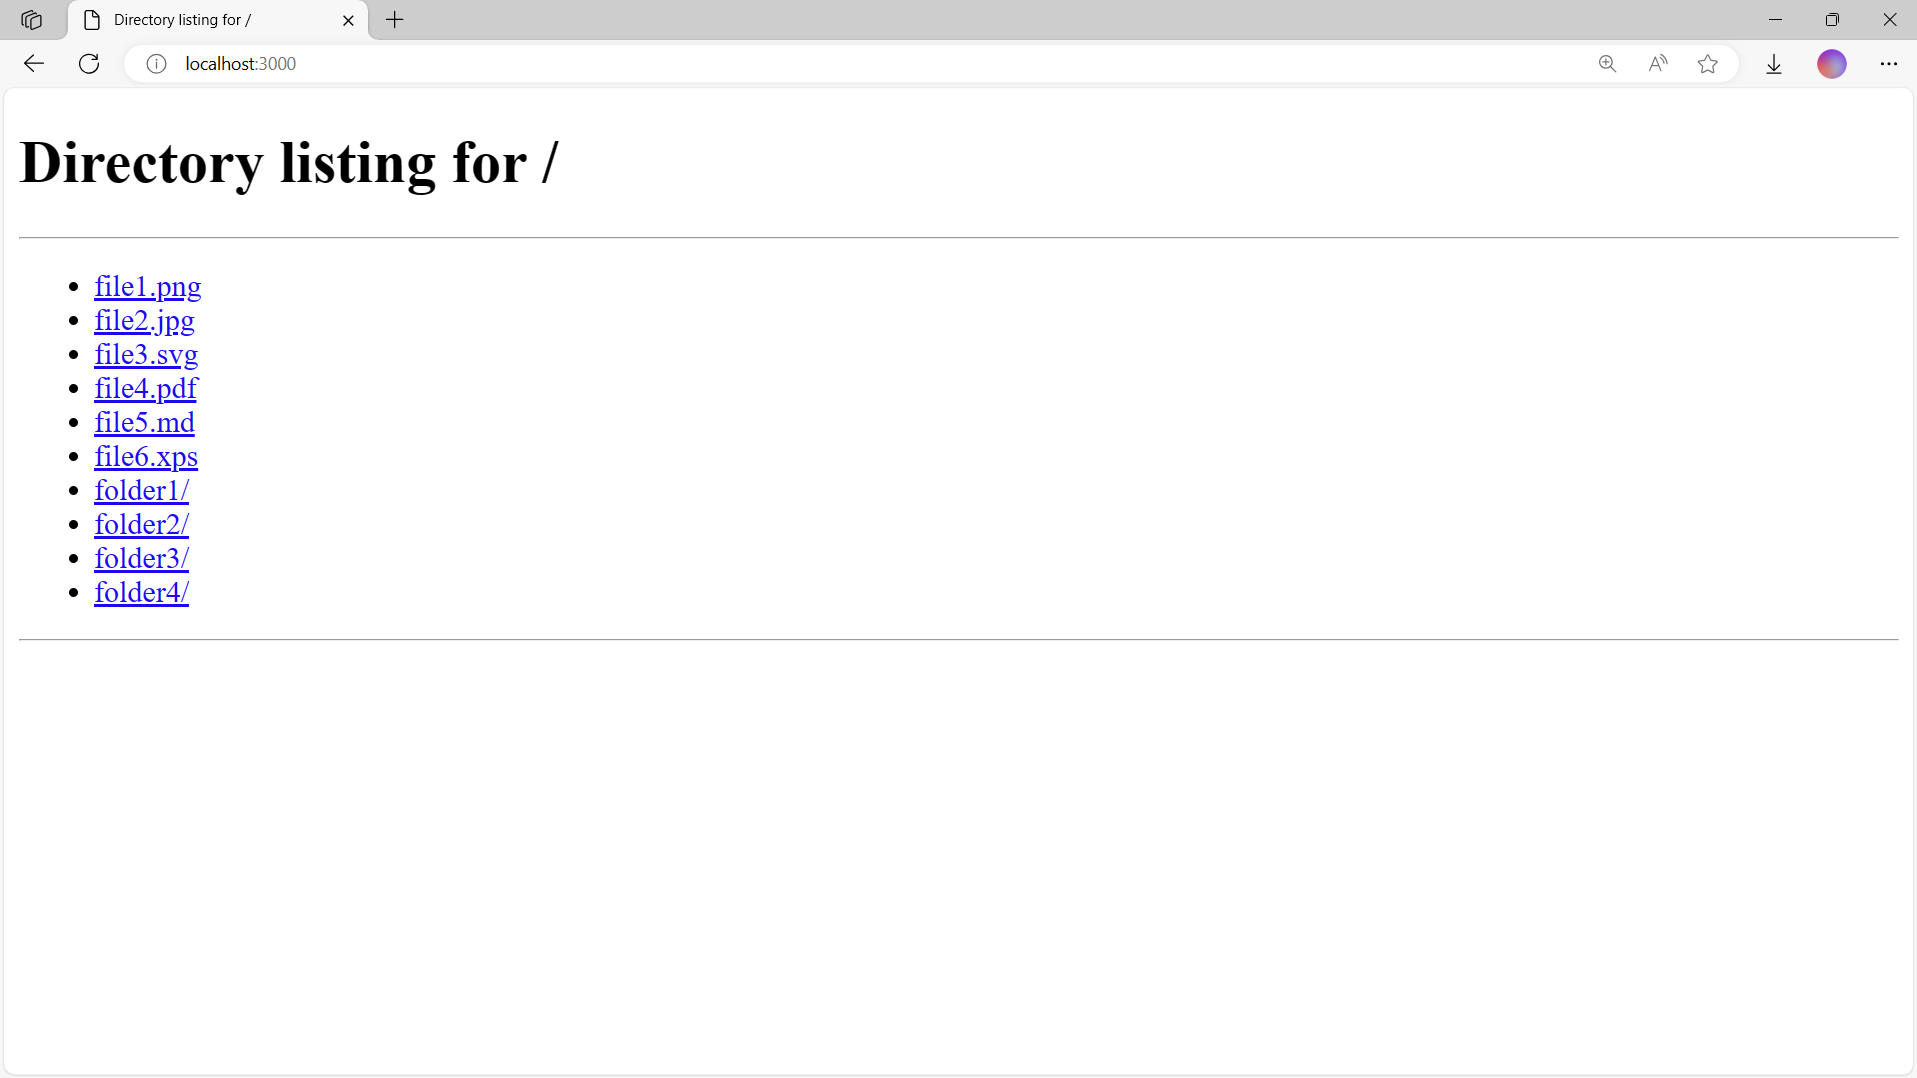 Directory listing for /
localhost:3000
Directory listing for /
file1.png
file2.jpg
file3.svg
file4.pdf
file5.md
file6.xps
folder1/
folder2/
folder3/
folder4/